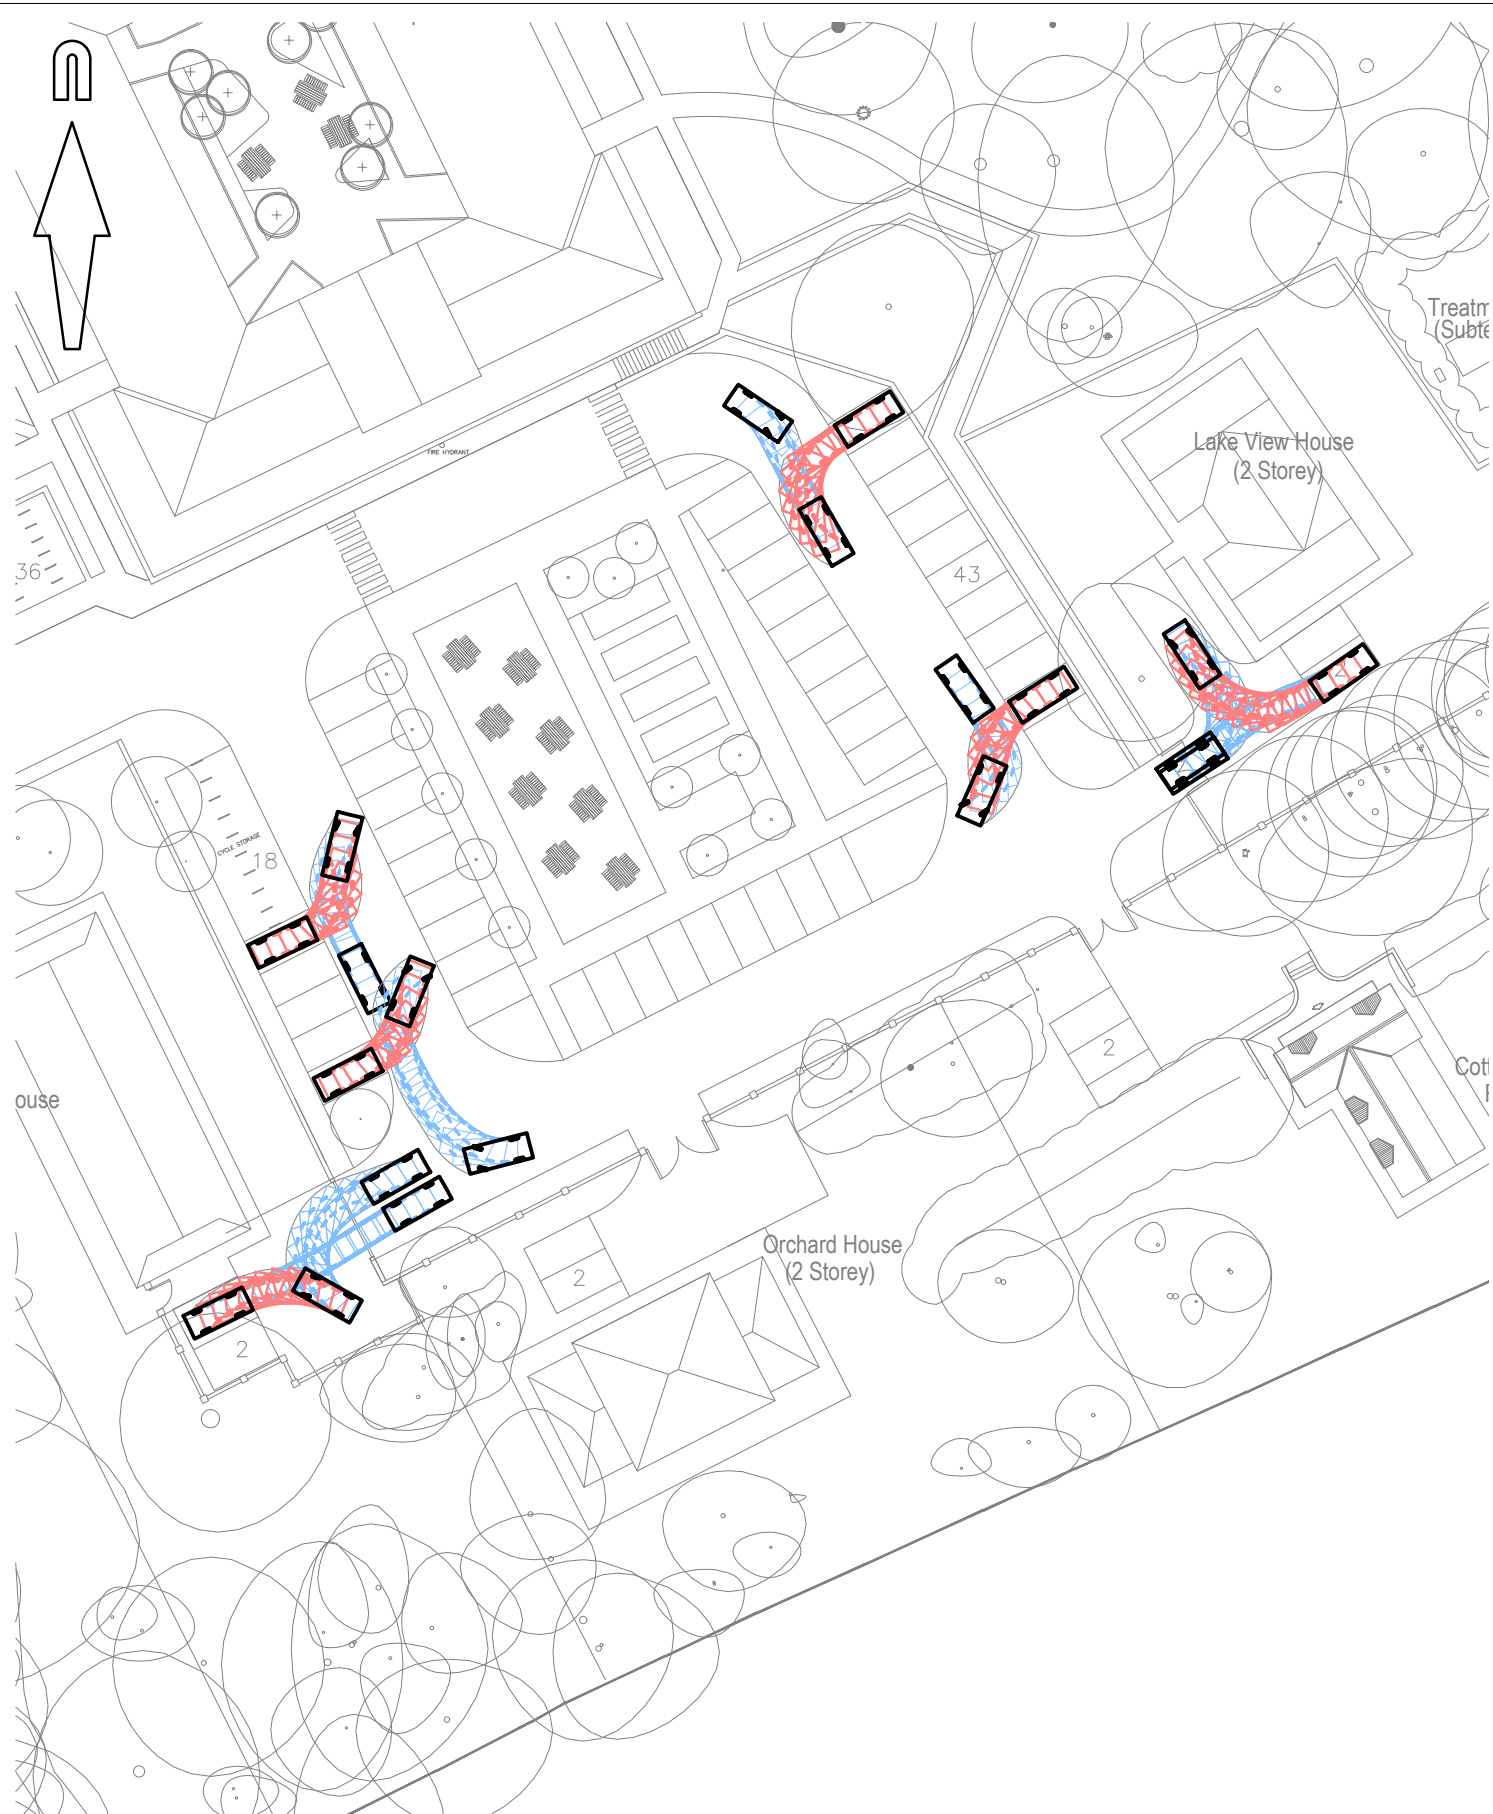 Treatm
(Subte
Lake View House
(2 Storey)
FIRE HYDRANT
36
43
2
CYCLE STORAGE
18
2
Cott
F
ouse
Orchard House
(2 Storey)
2
2